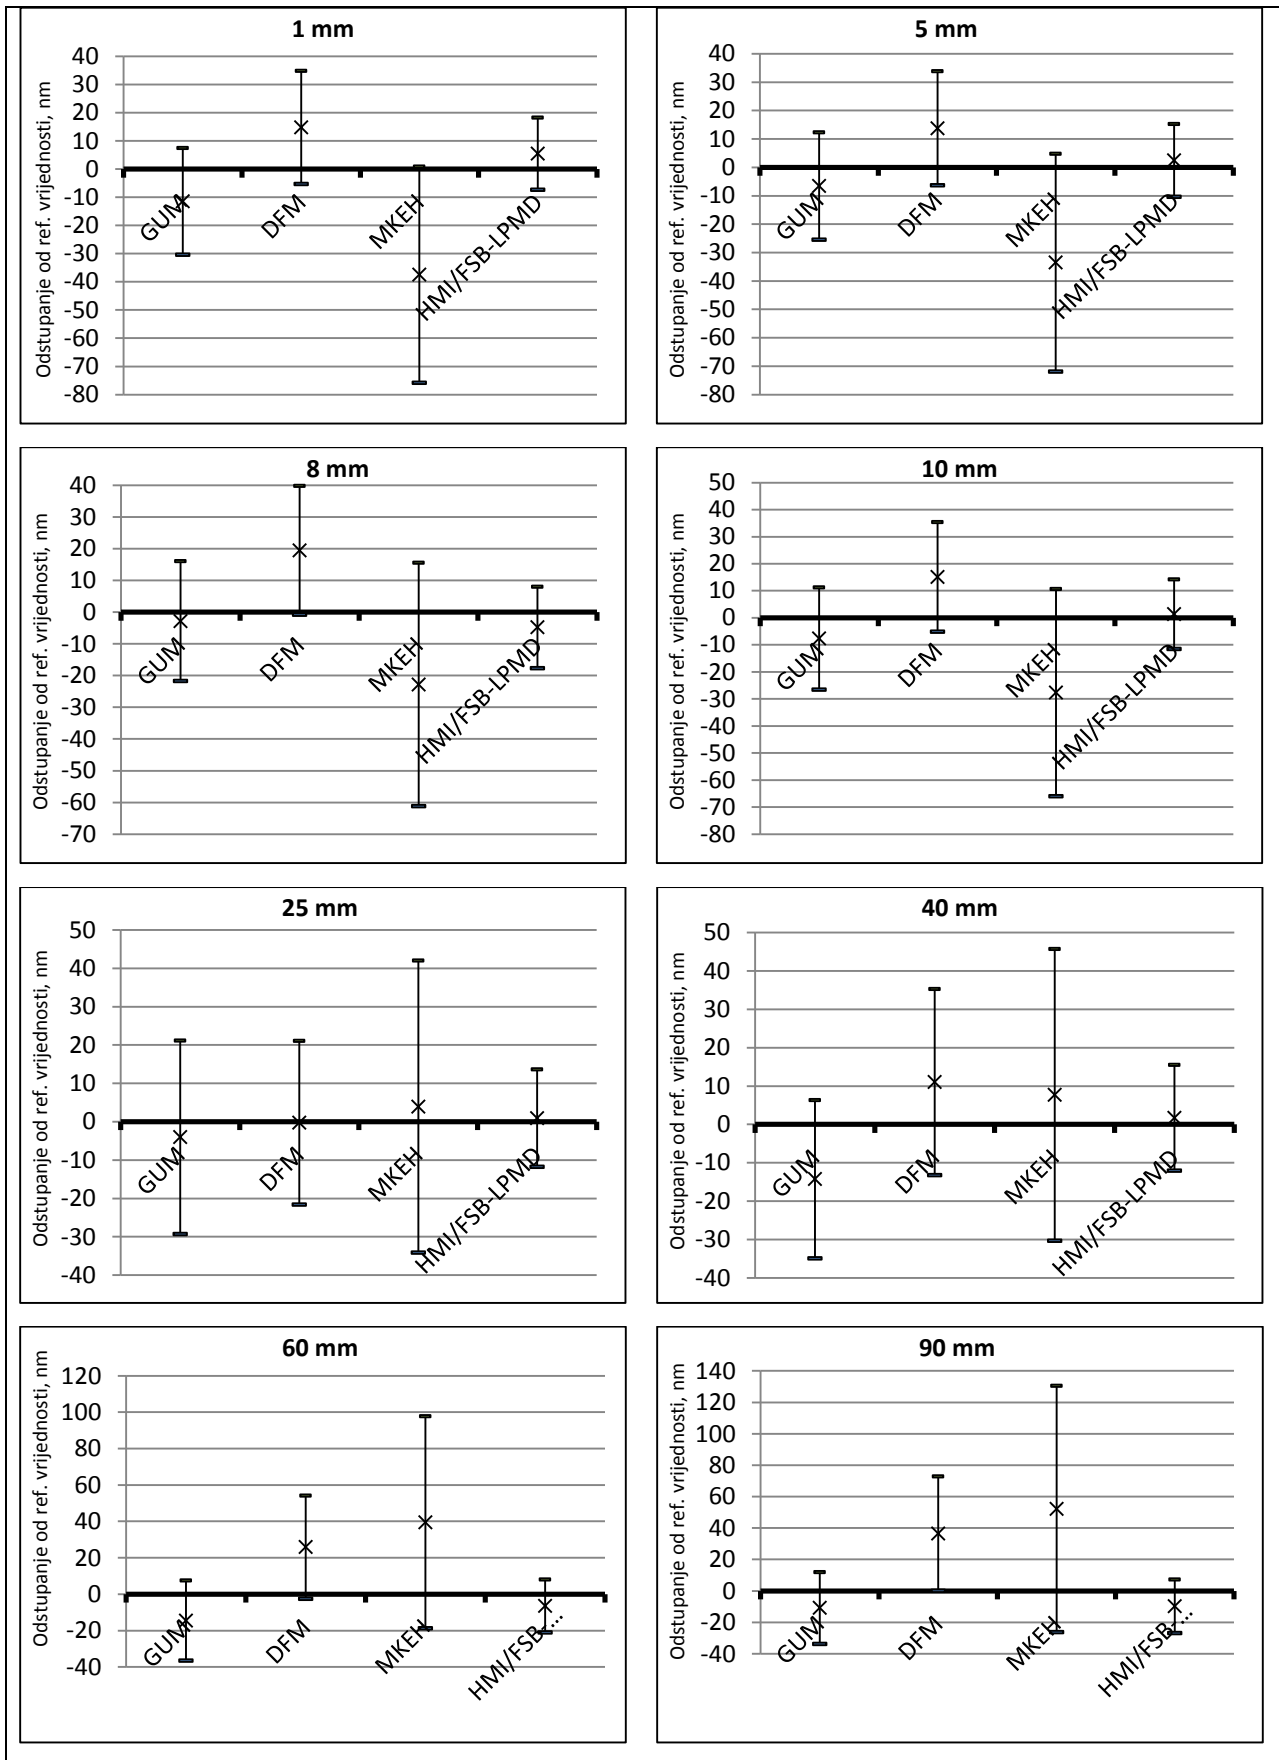 1 mm
Odstupanje od ref. vrijednosti, nm
40
30
20
10
0
-10
-20
-30
-40
-50
-60
-70
-80
GUM
DFM
MKEH
HMI/FSB-LPMD
5 mm
Odstupanje od ref. vrijednosti, nm
40
30
20
10
0
-10
-20
-30
-40
-50
-60
-70
-80
GUM
DFM
MKEH
HMI/FSB-LPMD
8 mm
Odstupanje od ref. vrijednosti, nm
40
30
20
10
0
-10
-20
-30
-40
-50
-60
-70
GUM
DFM
MKEH
HMI/FSB-LPMD
10 mm
Odstupanje od ref. vrijednosti, nm
50
40
30
20
10
0
-10
-20
-30
-40
-50
-60
-70
-80
GUM
DFM
MKEH
HMI/FSB-LPMD
25 mm
Odstupanje od ref. vrijednosti, nm
50
40
30
20
10
0
-10
-20
-30
-40
GUM
DFM
MKEH
HMI/FSB-LPMD
40 mm
Odstupanje od ref. vrijednosti, nm
50
40
30
20
10
0
-10
-20
-30
-40
GUM
DFM
MKEH
HMI/FSB-LPMD
60 mm
Odstupanje od ref. vrijednosti, nm
120
100
80
60
40
20
0
-20
-40
GUM
DFM
MKEH
HMI/FSB-...
90 mm
Odstupanje od ref. vrijednosti, nm
140
120
100
80
60
40
20
0
-20
-40
GUM
DFM
MKEH
HMI/FSB-...